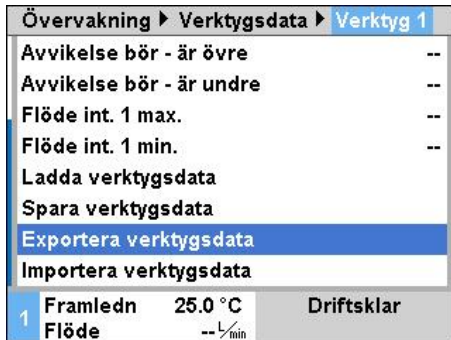 Övervakning ▶ Verktygsdata ▶ Verktyg 1
Avvikelse bör - är övre --
Avvikelse bör - är undre --
Flöde int. 1 max. --
Flöde int. 1 min. --
Ladda verktygsdata
Spara verktygsdata
Exportera verktygsdata
Importera verktygsdata
1 Framledn 25.0 °C Driftsklar
Flöde -- L/min